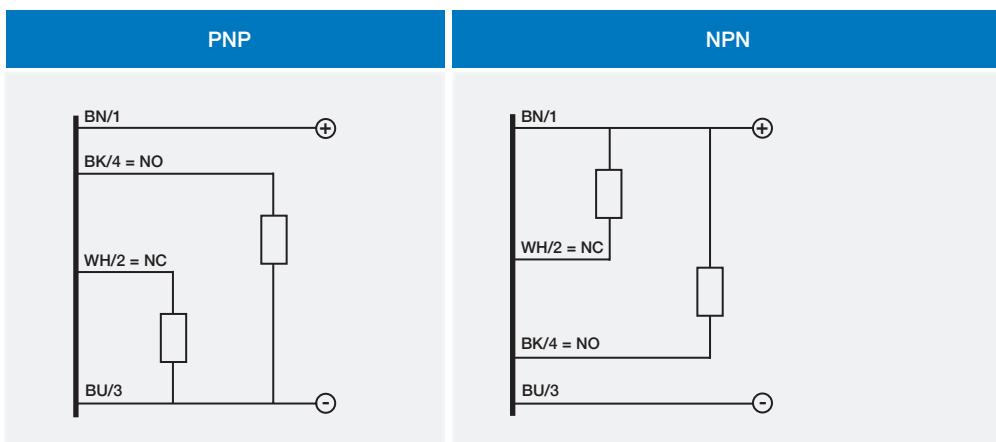 PNP
NPN
BN/1
+
BK/4 = NO
WH/2 = NC
BU/3
-
BN/1
+
WH/2 = NC
BK/4 = NO
BU/3
-